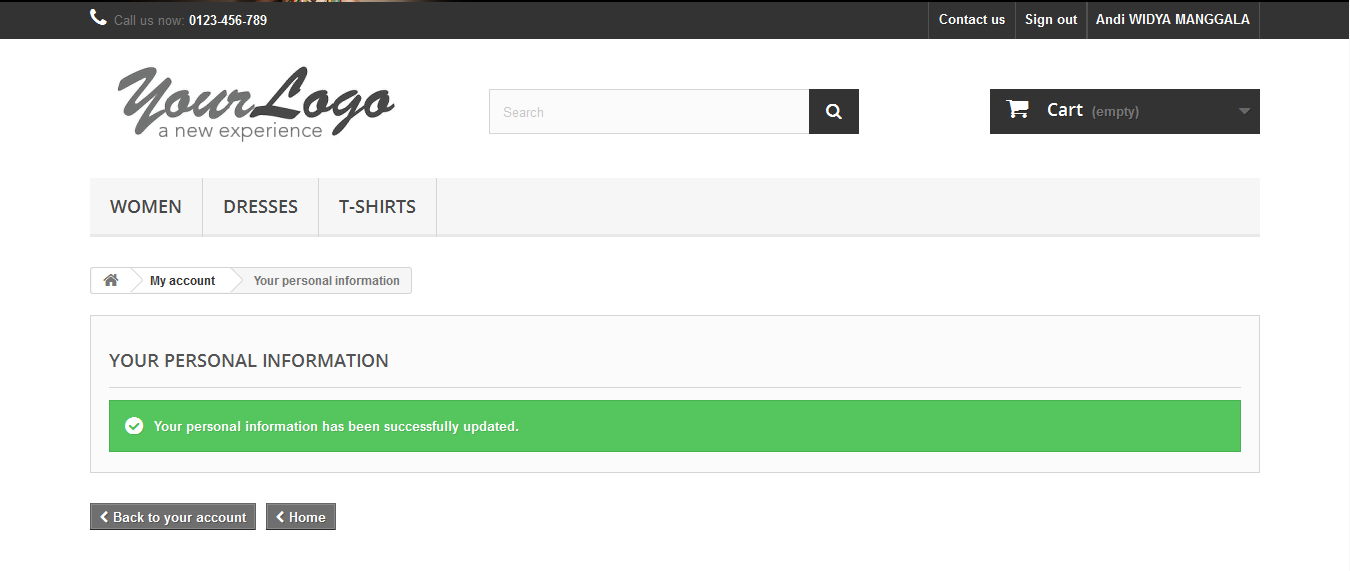 Call us now: 0123-456-789
Contact us
Sign out
Andi WIDYA MANGGALA
YourLogo
a new experience
Search
Cart (empty)
WOMEN
DRESSES
T-SHIRTS
My account
Your personal information
YOUR PERSONAL INFORMATION
Your personal information has been successfully updated.
Back to your account
Home